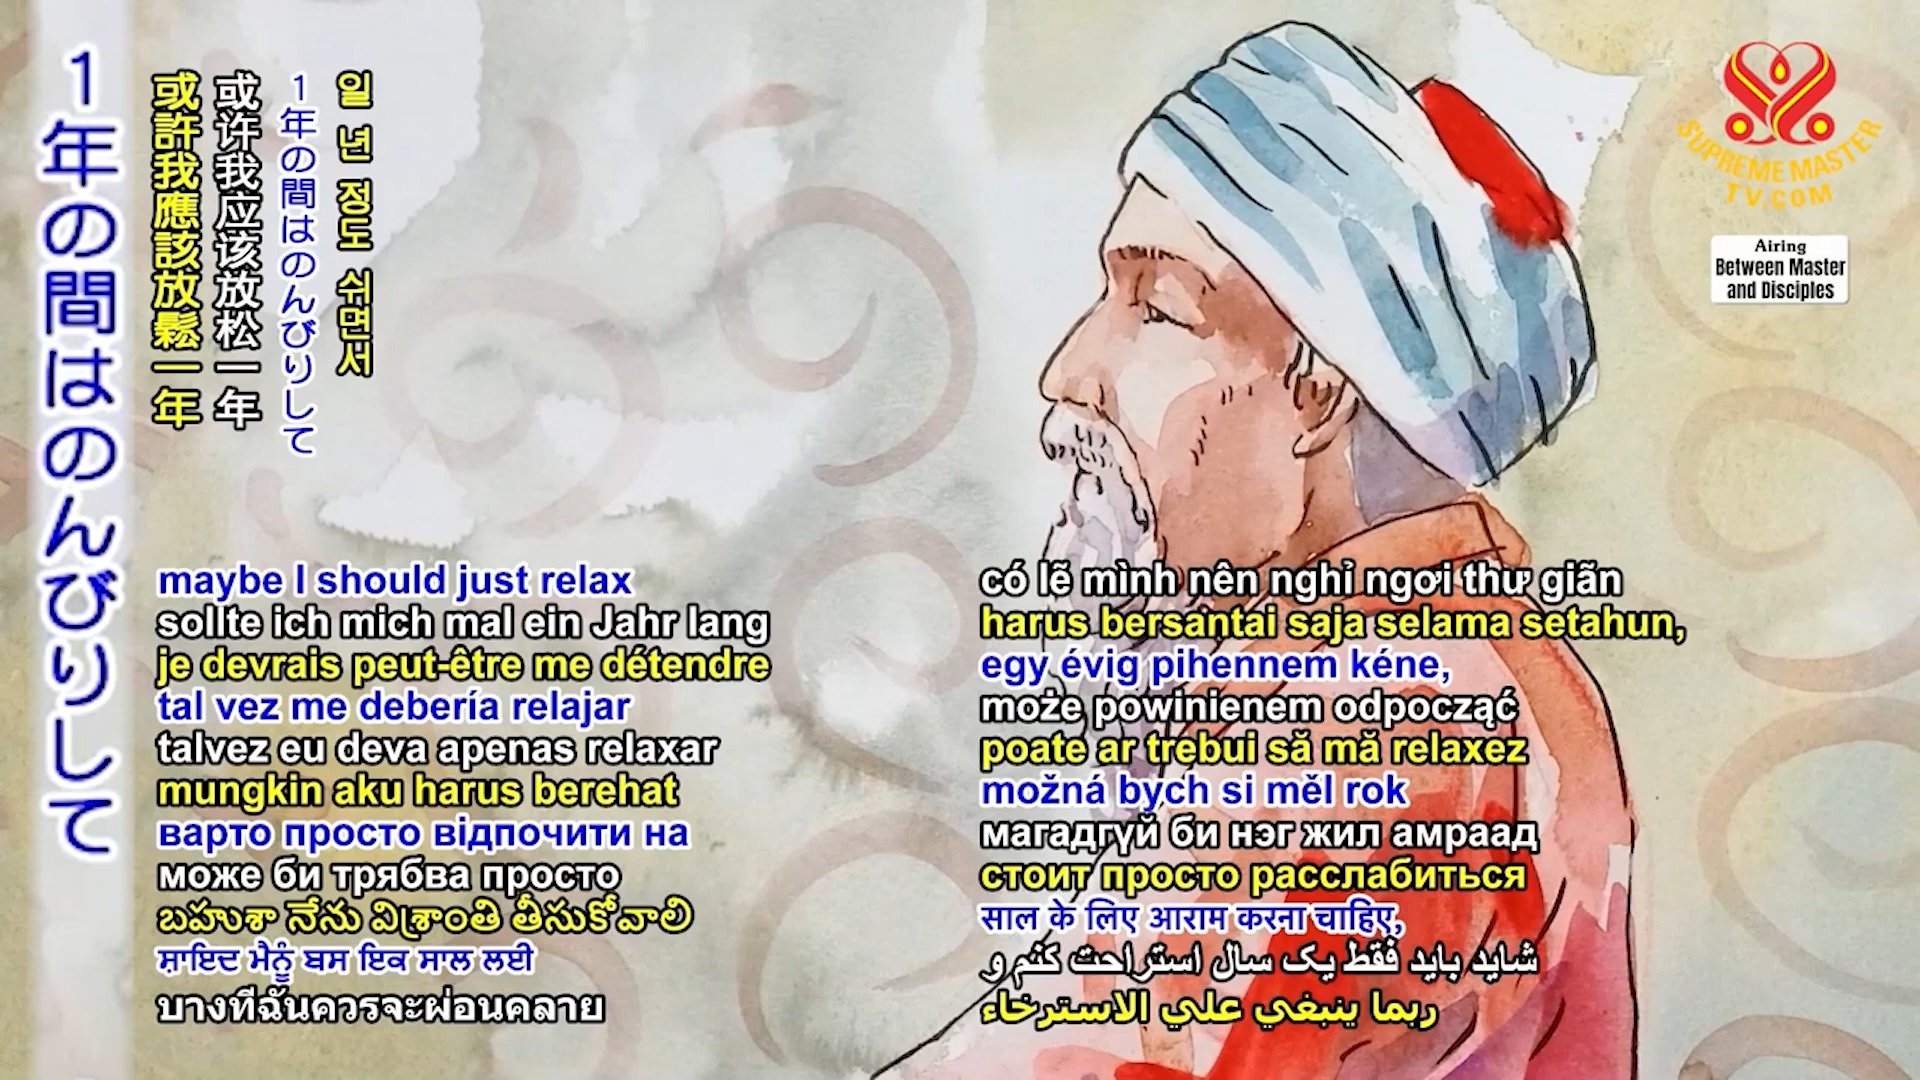 1年の間はのんびりして
或許我應該放鬆一年
或许我应该放松一年
1年の間はのんびりして
일 년 정도 쉬면서
SUPREME MASTER
TV.COM
Airing
Between Master
and Disciples
maybe I should just relax
sollte ich mich mal ein Jahr lang
je devrais peut-être me détendre
tal vez me debería relajar
talvez eu deva apenas relaxar
mungkin aku harus berehat
варто просто відпочити на
може би трябва просто
బహుశా నేను విశ్రాంతి తీసుకోవాలి
ਸ਼ਾਇਦ ਮੈਨੂੰ ਬਸ ਇਕ ਸਾਲ ਲਈ
บางทีฉันควรจะผ่อนคลาย
có lẽ mình nên nghỉ ngơi thư giãn
harus bersantai saja selama setahun,
egy évig pihennem kéne,
może powinienem odpocząć
poate ar trebui să mă relaxez
možná bych si měl rok
магадгүй би нэг жил амраад
стоит просто расслабиться
साल के लिए आराम करना चाहिए,
شاید باید فقط یک سال استراحت کنم و
ربما ينبغي علي الاسترخاء